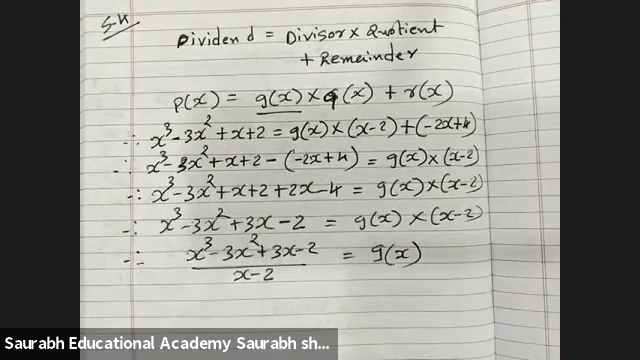 Sol
Dividend = Divisor × Quotient
+ Remainder
p(x) = g(x) × q(x) + r(x)
∴ x³ - 3x² + x + 2 = g(x) × (x-2) + (-2x+4)
∴ x³ - 3x² + x + 2 - (-2x+4) = g(x) × (x-2)
∴ x³ - 3x² + x + 2 + 2x - 4 = g(x) × (x-2)
∴ x³ - 3x² + 3x - 2 = g(x) × (x-2)
∴ x³ - 3x² + 3x - 2 / x - 2 = g(x)
Saurabh Educational Academy Saurabh sh...